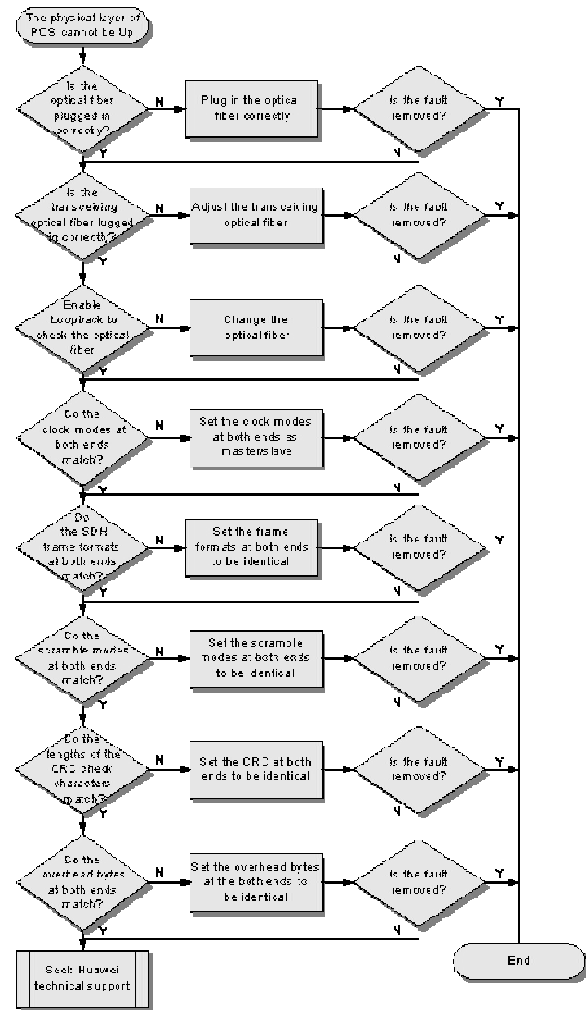 The physical layer of
POS cannot be Up
Is the
optical fiber
plugged in
correctly?
N
Plug in the optical
fiber correctly
Is the fault
removed?
Y
Y
N
Is the
transceiving
optical fiber lugged
in correctly?
N
Adjust the transceiving
optical fiber
Is the fault
removed?
Y
Y
N
Enable
Looptrack to
check the optical
fiber
N
Change the
optical fiber
Is the fault
removed?
Y
Y
N
Do the
clock modes at
both ends
match?
N
Set the clock modes
at both ends as
masterslave
Is the fault
removed?
Y
Y
N
Do
the SDH
frame formats
at both ends
match?
N
Set the frame
formats at both ends
to be identical
Is the fault
removed?
Y
Y
N
Do the
scramble modes
at both ends
match?
N
Set the scramble
modes at both ends
to be identical
Is the fault
removed?
Y
Y
N
Do the
lengths of the
CRC check
characters
match?
N
Set the CRC at both
ends to be identical
Is the fault
removed?
Y
Y
N
Do the
overhead bytes
at both ends
match?
N
Set the overhead bytes
at the both ends to
be identical
Is the fault
removed?
Y
Y
N
Seek Huawei
technical support
End